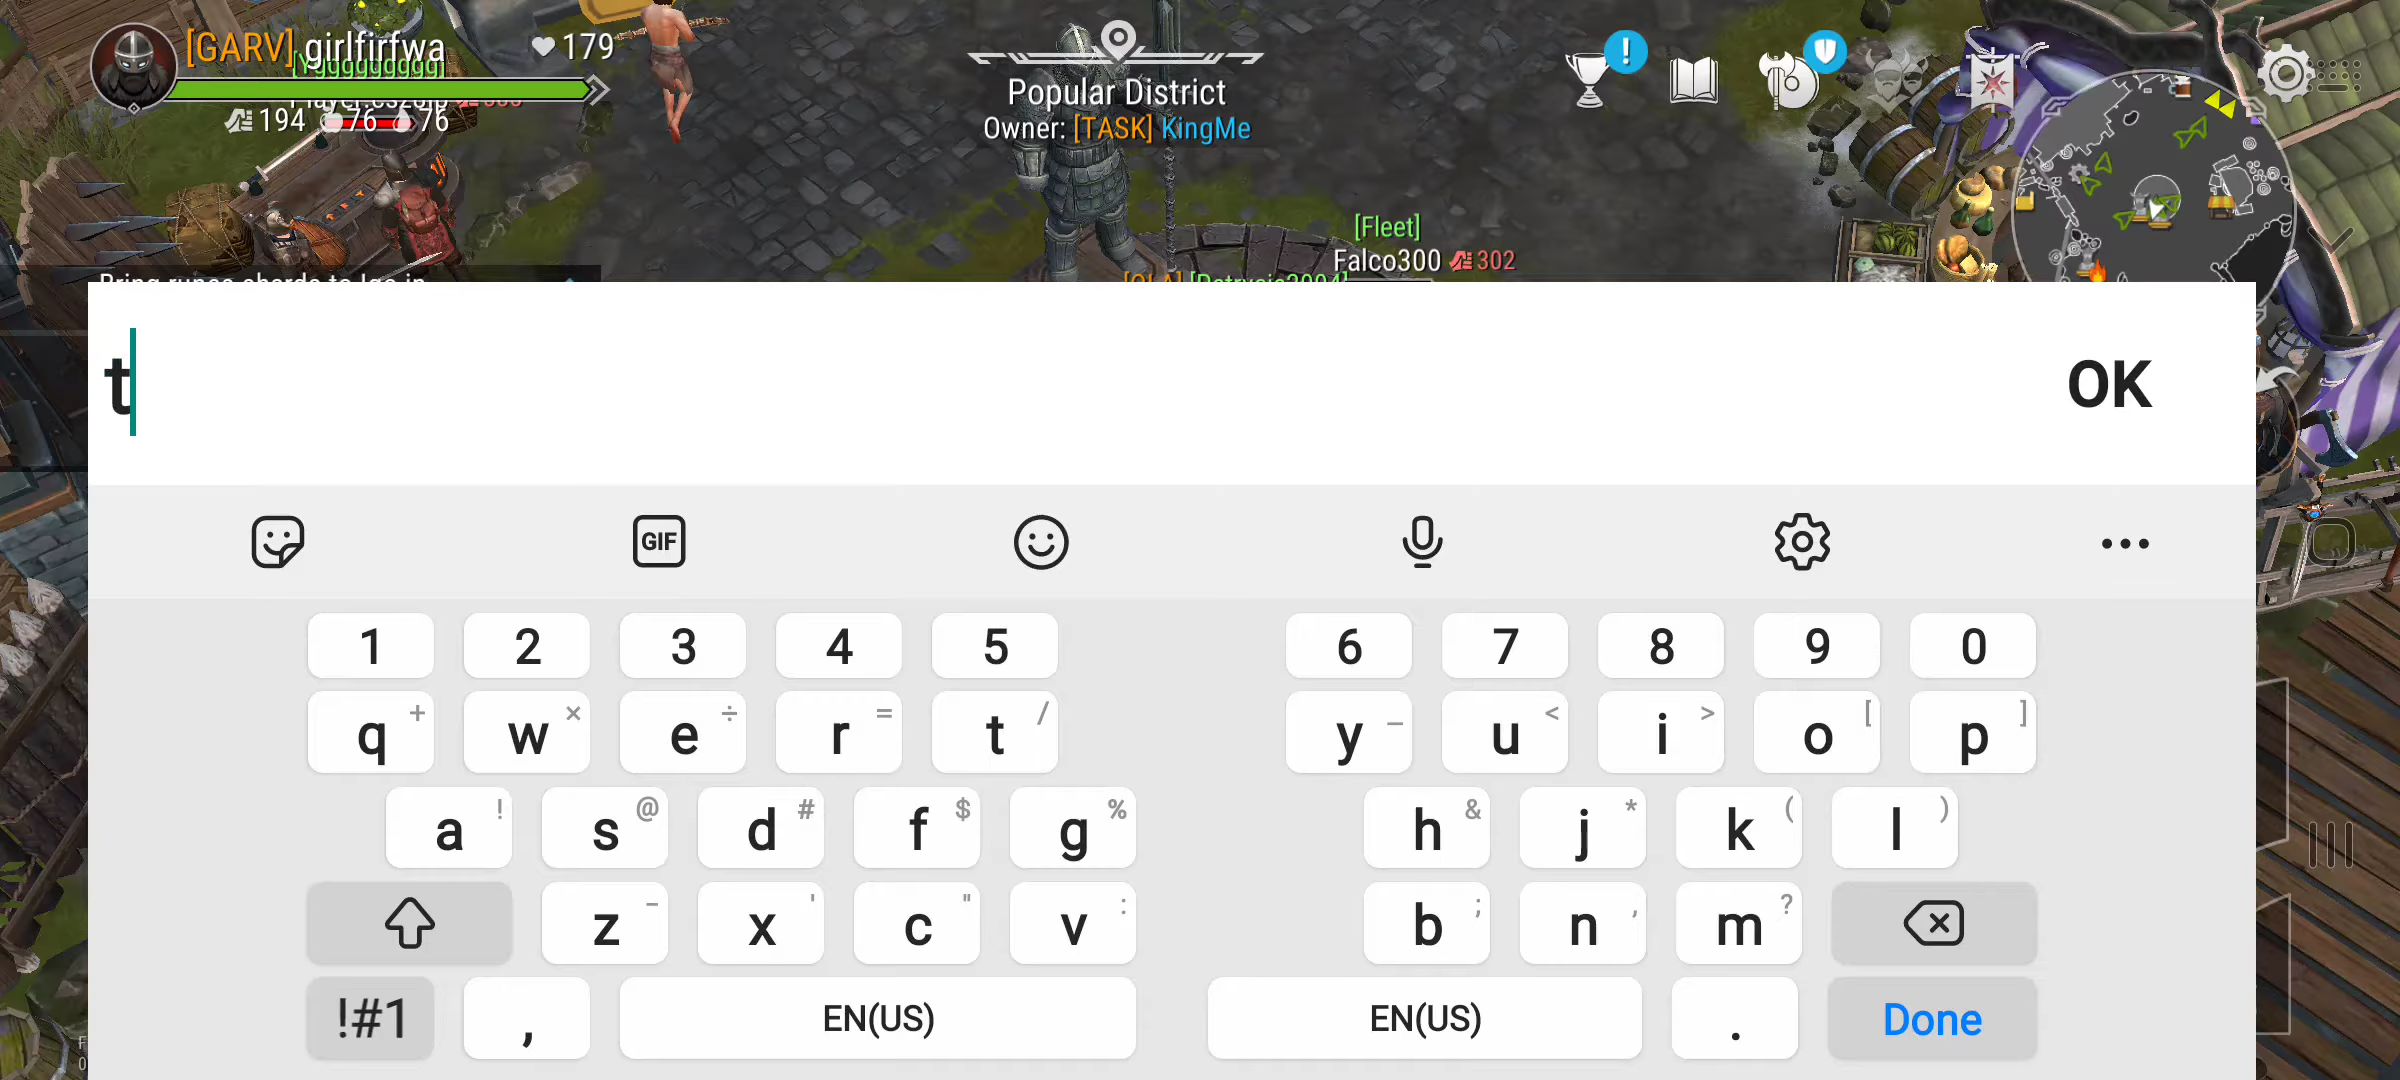 [GARV] girlfirfwa 179
194 76 76
Popular District
Owner: [TASK] KingMe
!
[Fleet]
Falco300 302
t
OK
GIF
1 2 3 4 5 6 7 8 9 0
q + w × e ÷ r = t / y _ u < i > o [ p ]
a ! s @ d # f $ g % h & j * k ( l )
z - x ' c " v : b ; n , m ?
!#1 , EN(US) EN(US) . Done